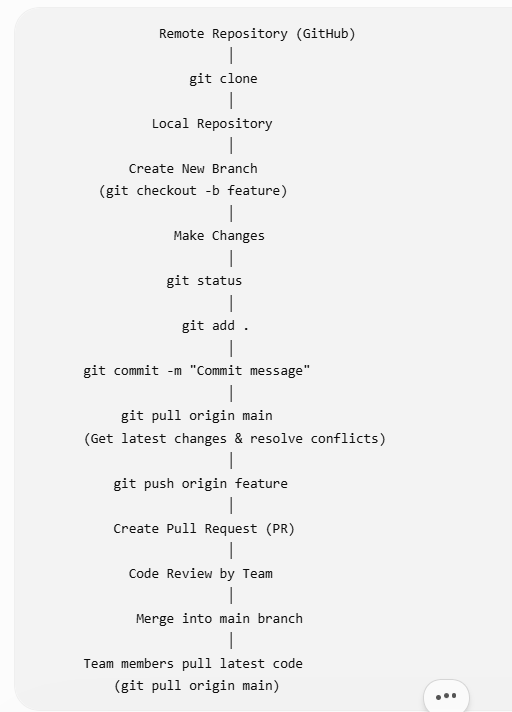 Remote Repository (GitHub)
│
git clone
│
Local Repository
│
Create New Branch
(git checkout -b feature)
│
Make Changes
│
git status
│
git add .
│
git commit -m "Commit message"
│
git pull origin main
(Get latest changes & resolve conflicts)
│
git push origin feature
│
Create Pull Request (PR)
│
Code Review by Team
│
Merge into main branch
│
Team members pull latest code
(git pull origin main)